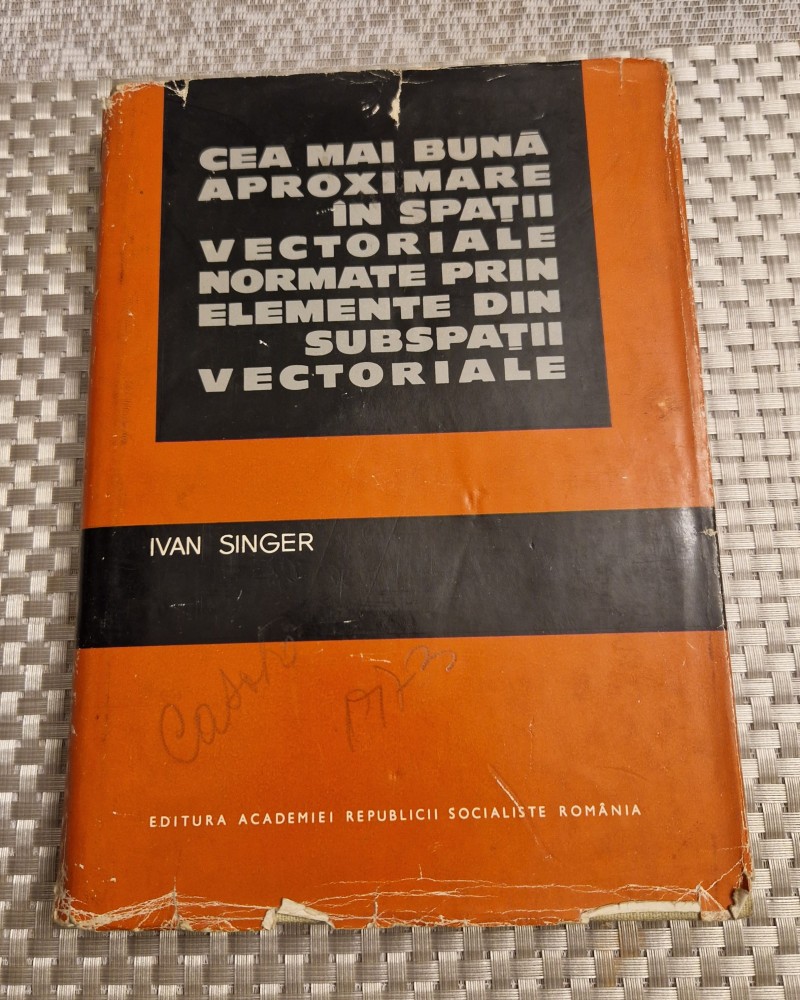 CEA MAI BUNĂ
APROXIMARE
ÎN SPAȚII
VECTORIALE
NORMATE PRIN
ELEMENTE DIN
SUBSPAȚII
VECTORIALE
IVAN SINGER
EDITURA ACADEMIEI REPUBLICII SOCIALISTE ROMÂNIA